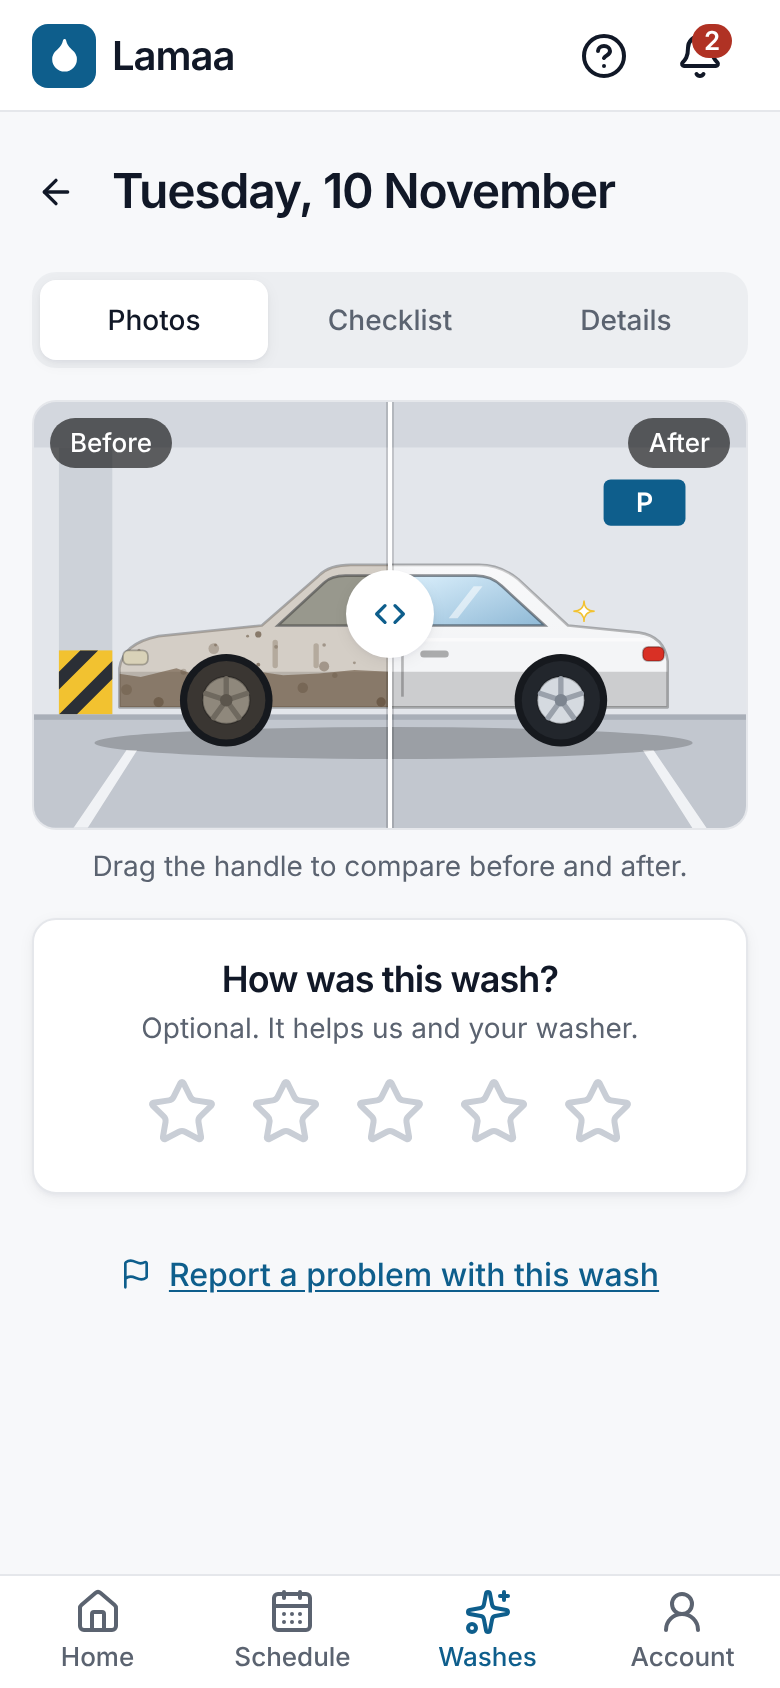 Lamaa
2
Tuesday, 10 November
Photos
Checklist
Details
Before
After
P
Drag the handle to compare before and after.
How was this wash?
Optional. It helps us and your washer.
Report a problem with this wash
Home
Schedule
Washes
Account